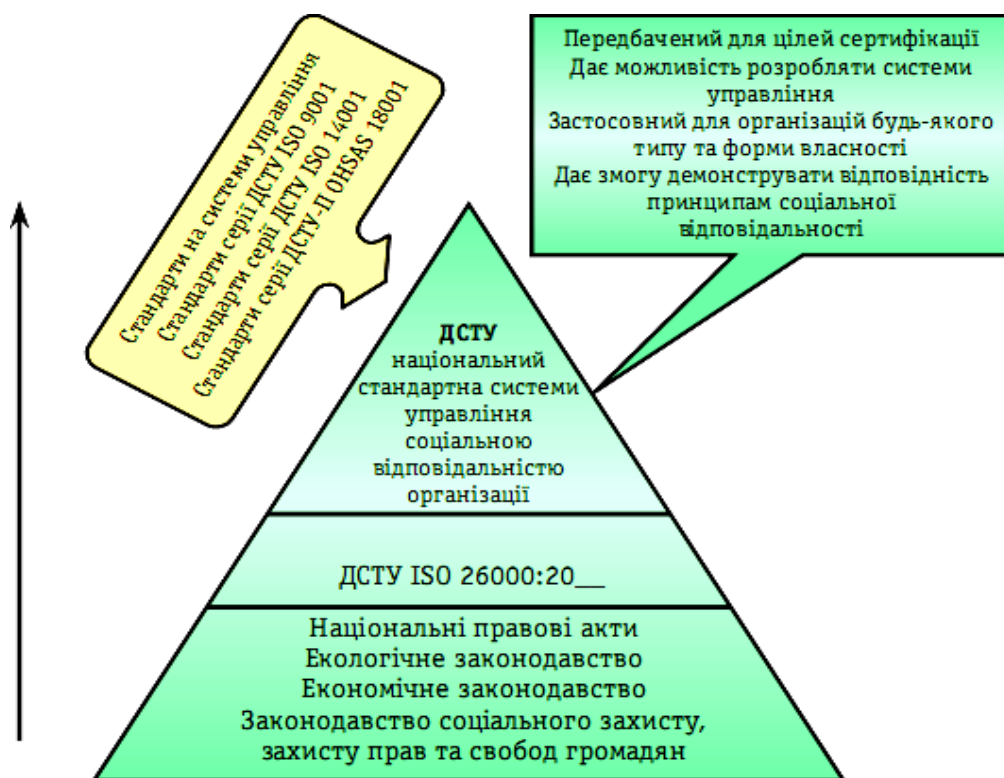 Стандарти на системи управління
Стандарти серії ДСТУ ISO 9001
Стандарти серії ДСТУ ISO 14001
Стандарти серії ДСТУ-П OHSAS 18001
Передбачений для цілей сертифікації
Дає можливість розробляти системи
управління
Застосовний для організацій будь-якого
типу та форми власності
Дає змогу демонструвати відповідність
принципам соціальної
відповідальності
ДСТУ
національний
стандартна системи
управління
соціальною
відповідальністю
організації
ДСТУ ISO 26000:20__
Національні правові акти
Екологічне законодавство
Економічне законодавство
Законодавство соціального захисту,
захисту прав та свобод громадян